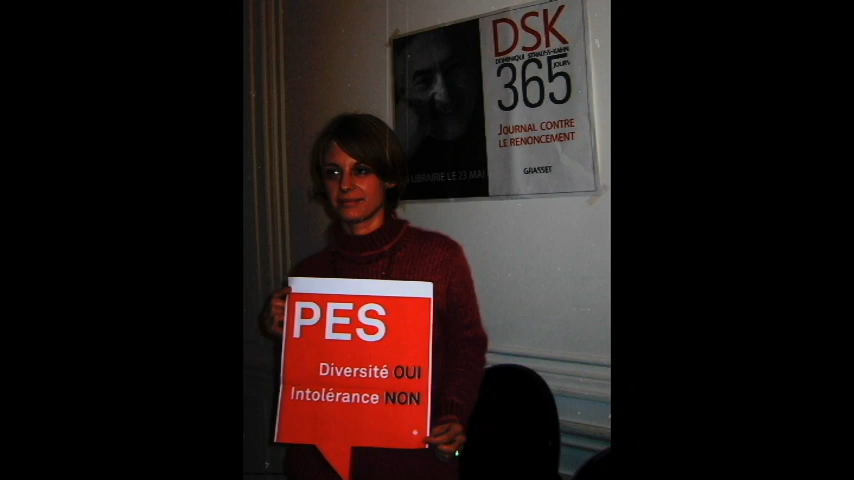 DSK
DOMINIQUE STRAUSS-KAHN
365
JOURS
JOURNAL CONTRE
LE RENONCEMENT
GRASSET
LIBRAIRIE LE 23 MAI
PES
Diversité OUI
Intolérance NON